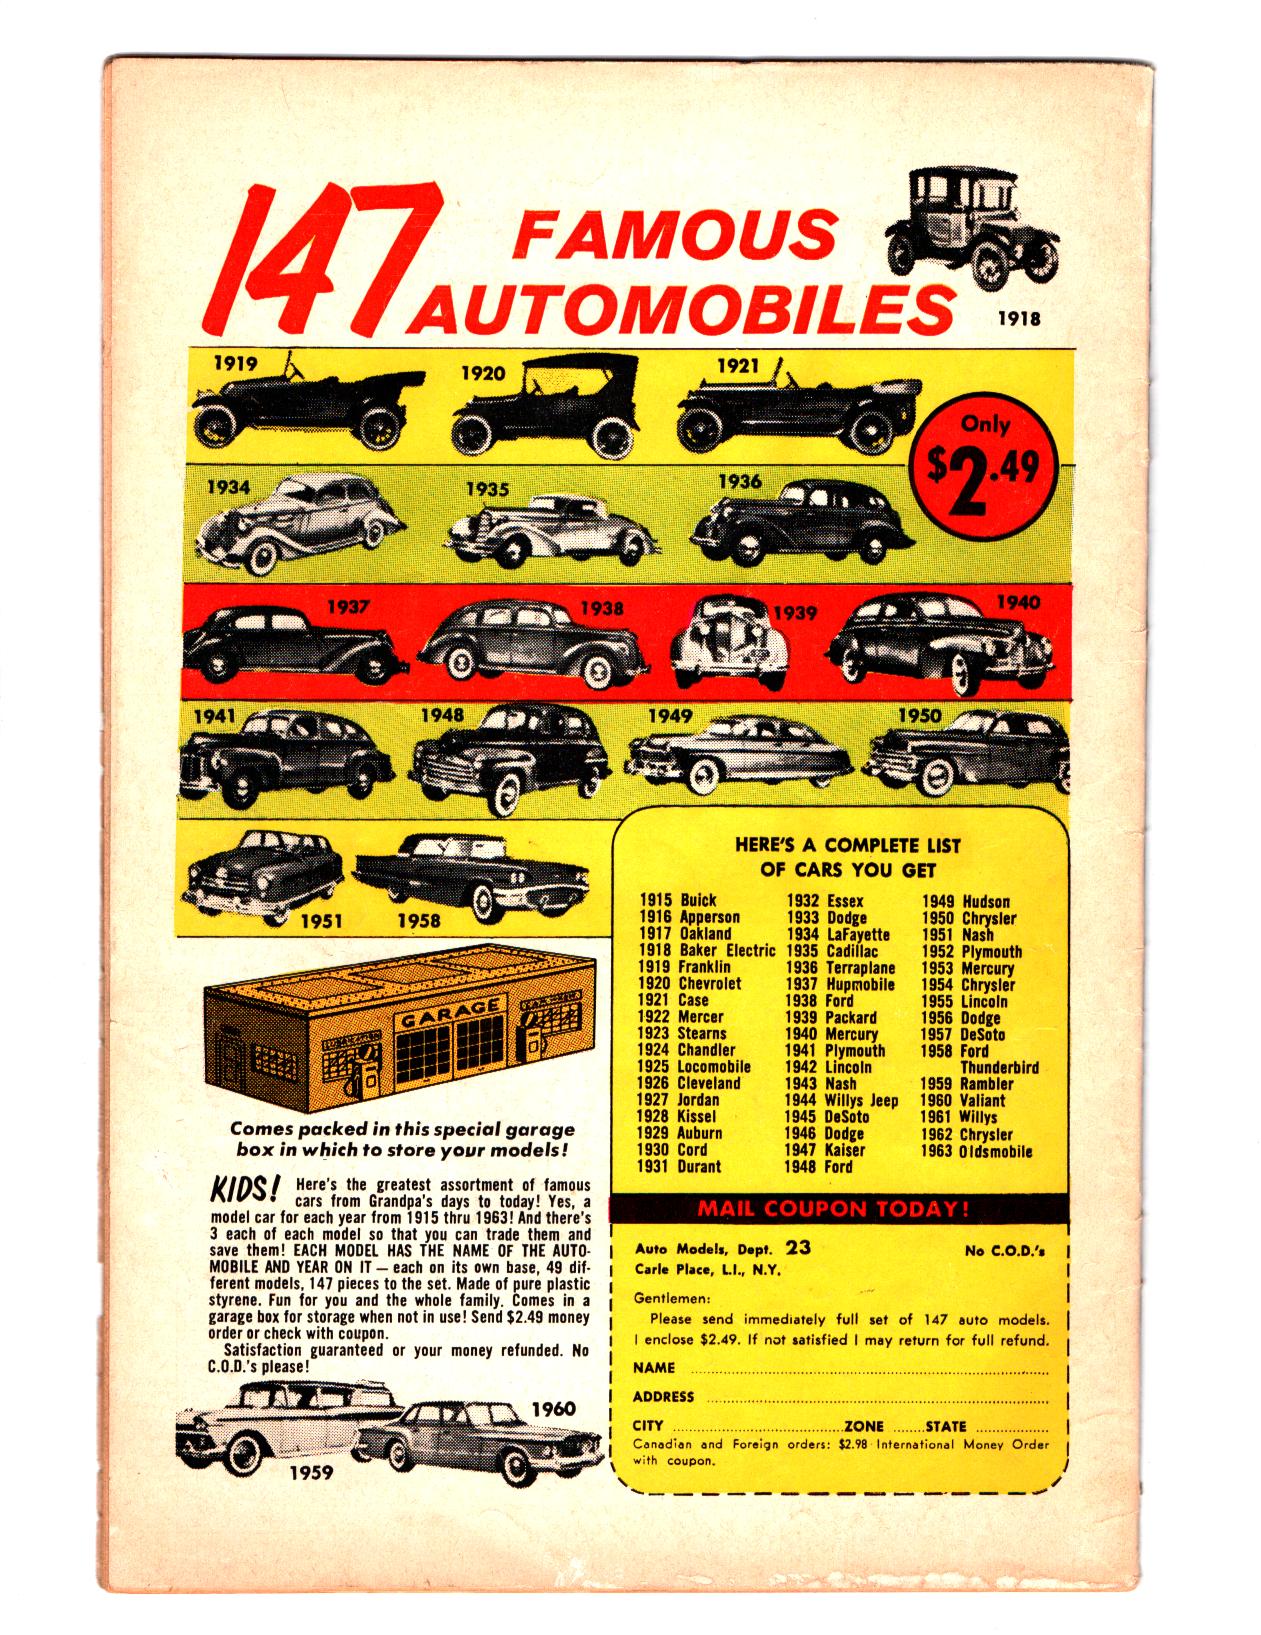 147 FAMOUS
AUTOMOBILES
1918
1919
1920
1921
Only
$2.49
1934
1935
1936
1937
1938
1939
1940
1941
1948
1949
1950
1951
1958
GARAGE
Comes packed in this special garage
box in which to store your models!
KIDS! Here's the greatest assortment of famous
cars from Grandpa's days to today! Yes, a
model car for each year from 1915 thru 1963! And there's
3 each of each model so that you can trade them and
save them! EACH MODEL HAS THE NAME OF THE AUTO-
MOBILE AND YEAR ON IT — each on its own base, 49 dif-
ferent models, 147 pieces to the set. Made of pure plastic
styrene. Fun for you and the whole family. Comes in a
garage box for storage when not in use! Send $2.49 money
order or check with coupon.
Satisfaction guaranteed or your money refunded. No
C.O.D.'s please!
1959
1960
HERE'S A COMPLETE LIST
OF CARS YOU GET
1915 Buick
1916 Apperson
1917 Oakland
1918 Baker Electric
1919 Franklin
1920 Chevrolet
1921 Case
1922 Mercer
1923 Stearns
1924 Chandler
1925 Locomobile
1926 Cleveland
1927 Jordan
1928 Kissel
1929 Auburn
1930 Cord
1931 Durant
1932 Essex
1933 Dodge
1934 LaFayette
1935 Cadillac
1936 Terraplane
1937 Hupmobile
1938 Ford
1939 Packard
1940 Mercury
1941 Plymouth
1942 Lincoln
1943 Nash
1944 Willys Jeep
1945 DeSoto
1946 Dodge
1947 Kaiser
1948 Ford
1949 Hudson
1950 Chrysler
1951 Nash
1952 Plymouth
1953 Mercury
1954 Chrysler
1955 Lincoln
1956 Dodge
1957 DeSoto
1958 Ford
Thunderbird
1959 Rambler
1960 Valiant
1961 Willys
1962 Chrysler
1963 Oldsmobile
MAIL COUPON TODAY!
Auto Models, Dept. 23 No C.O.D.'s
Carle Place, L.I., N.Y.
Gentlemen:
Please send immediately full set of 147 auto models.
I enclose $2.49. If not satisfied I may return for full refund.
NAME
ADDRESS
CITY ZONE STATE
Canadian and Foreign orders: $2.98 International Money Order
with coupon.